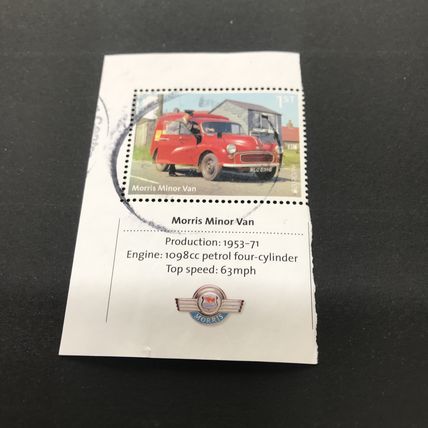 1ST
Morris Minor Van
Morris Minor Van
Production: 1953–71
Engine: 1098cc petrol four-cylinder
Top speed: 63mph
MORRIS